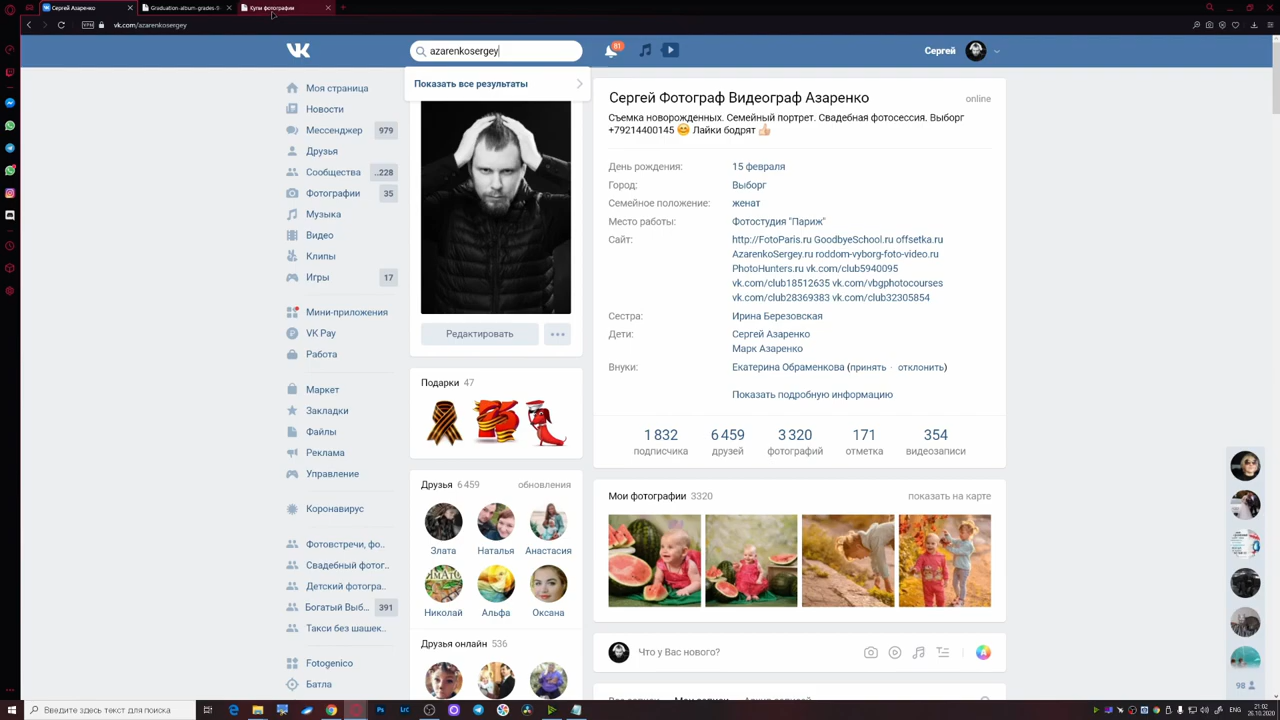 Сергей Азаренко
Graduation-album-grades-9
Купи фотографии
VPN
vk.com/azarenkosergey
azarenkosergey
81
Сергей
Показать все результаты
Моя страница
Новости
Мессенджер 979
Друзья
Сообщества ..228
Фотографии 35
Музыка
Видео
Клипы
Игры 17
Мини-приложения
VK Pay
Работа
Маркет
Закладки
Файлы
Реклама
Управление
Коронавирус
Фотовстречи, фо..
Свадебный фотог..
Детский фотогра..
Богатый Выб... 391
Такси без шашек..
Fotogenico
Батла
Редактировать
Подарки 47
Друзья 6 459 обновления
Злата Наталья Анастасия
Николай Альфа Оксана
Друзья онлайн 536
Сергей Фотограф Видеограф Азаренко online
Съемка новорожденных. Семейный портрет. Свадебная фотосессия. Выборг
+79214400145 😊 Лайки бодрят 👍🏻
День рождения: 15 февраля
Город: Выборг
Семейное положение: женат
Место работы: Фотостудия "Париж"
Сайт: http://FotoParis.ru GoodbyeSchool.ru offsetka.ru
AzarenkoSergey.ru roddom-vyborg-foto-video.ru
PhotoHunters.ru vk.com/club5940095
vk.com/club18512635 vk.com/vbgphotocourses
vk.com/club28369383 vk.com/club32305854
Сестра: Ирина Березовская
Дети: Сергей Азаренко
Марк Азаренко
Внуки: Екатерина Обраменкова (принять · отклонить)
Показать подробную информацию
1 832 6 459 3 320 171 354
подписчика друзей фотографий отметка видеозаписи
Мои фотографии 3320 показать на карте
Что у Вас нового?
98
Введите здесь текст для поиска
ENG
21:02
26.10.2020